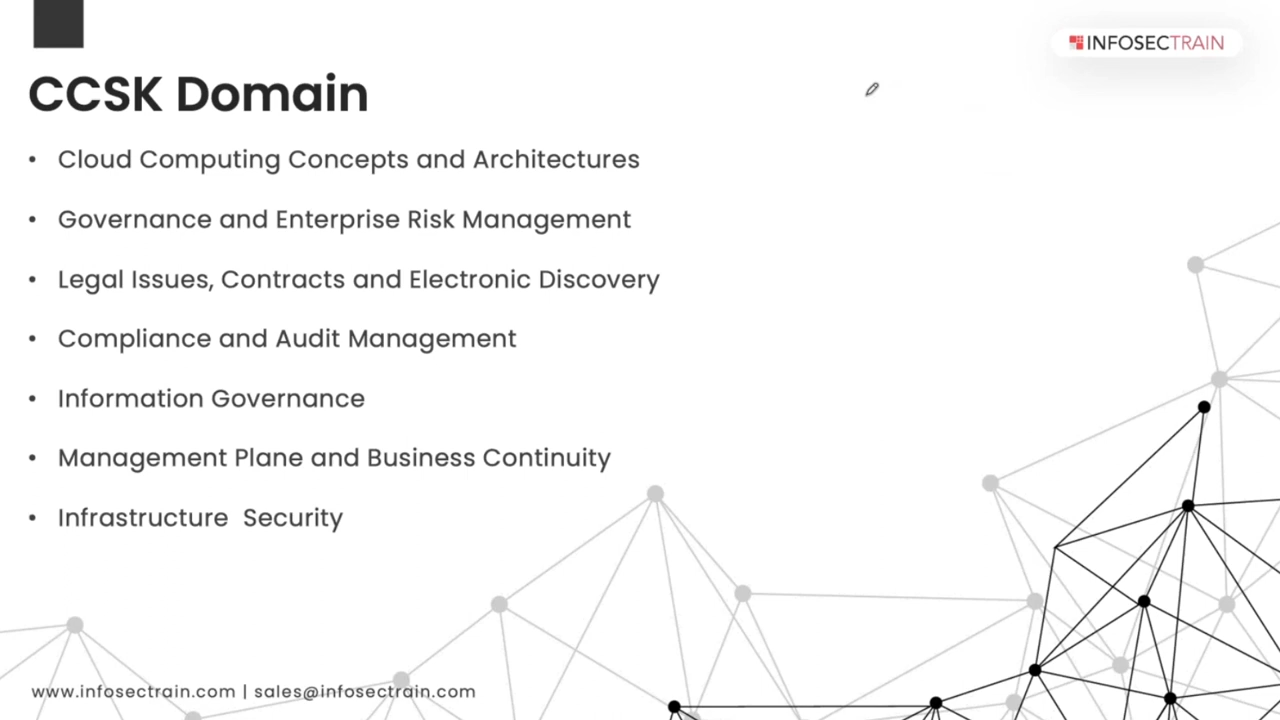 INFOSECTRAIN
CCSK Domain
• Cloud Computing Concepts and Architectures
• Governance and Enterprise Risk Management
• Legal Issues, Contracts and Electronic Discovery
• Compliance and Audit Management
• Information Governance
• Management Plane and Business Continuity
• Infrastructure  Security
www.infosectrain.com | sales@infosectrain.com